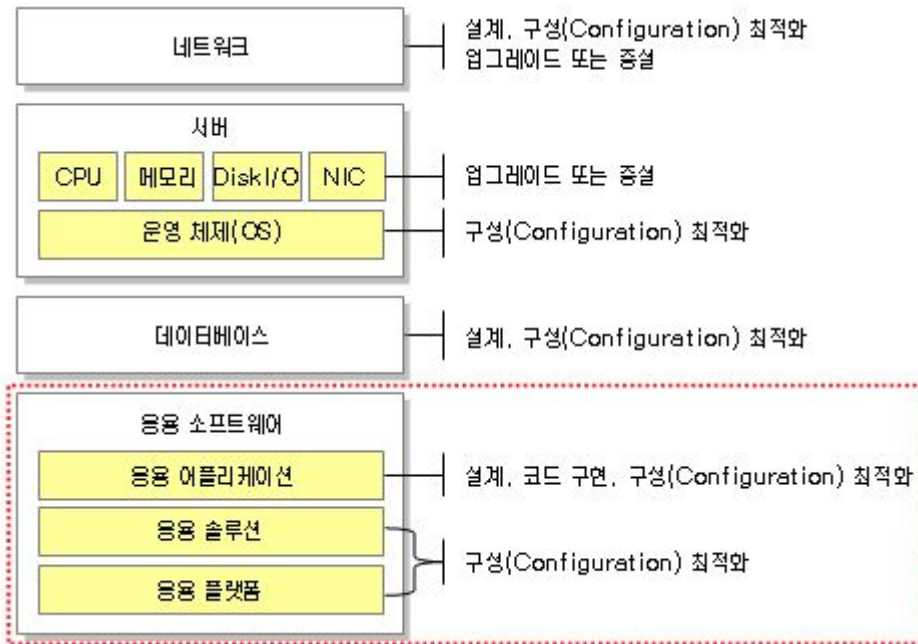 네트워크
설계, 구성(Configuration) 최적화
업그레이드 또는 증설
서버
CPU 메모리 DiskI/O NIC
업그레이드 또는 증설
운영 체제(OS)
구성(Configuration) 최적화
데이터베이스
설계, 구성(Configuration) 최적화
응용 소프트웨어
응용 어플리케이션
설계, 코드 구현, 구성(Configuration) 최적화
응용 솔루션
구성(Configuration) 최적화
응용 플랫폼